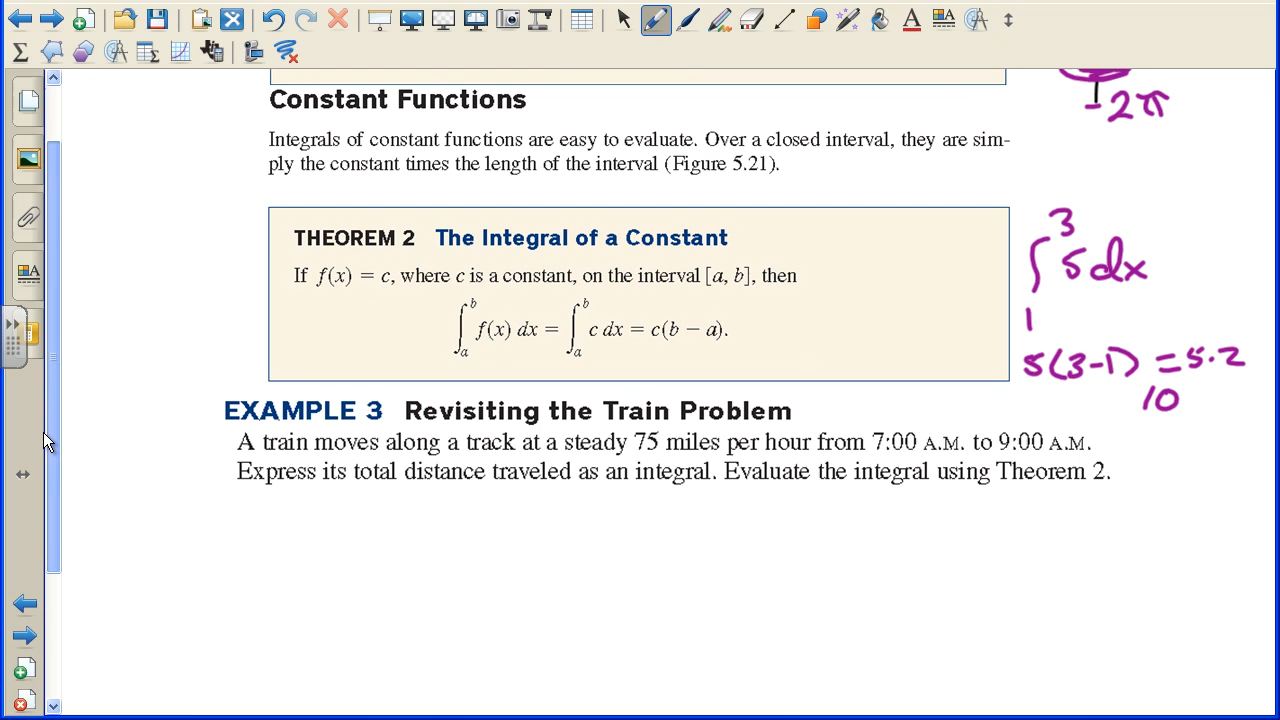 - 2π
Constant Functions
Integrals of constant functions are easy to evaluate. Over a closed interval, they are sim-
ply the constant times the length of the interval (Figure 5.21).
THEOREM 2 The Integral of a Constant
If f(x) = c, where c is a constant, on the interval [a, b], then
∫_a^b f(x) dx = ∫_a^b c dx = c(b − a).
∫_1^3 5dx
5(3-1) = 5·2
10
EXAMPLE 3 Revisiting the Train Problem
A train moves along a track at a steady 75 miles per hour from 7:00 A.M. to 9:00 A.M.
Express its total distance traveled as an integral. Evaluate the integral using Theorem 2.